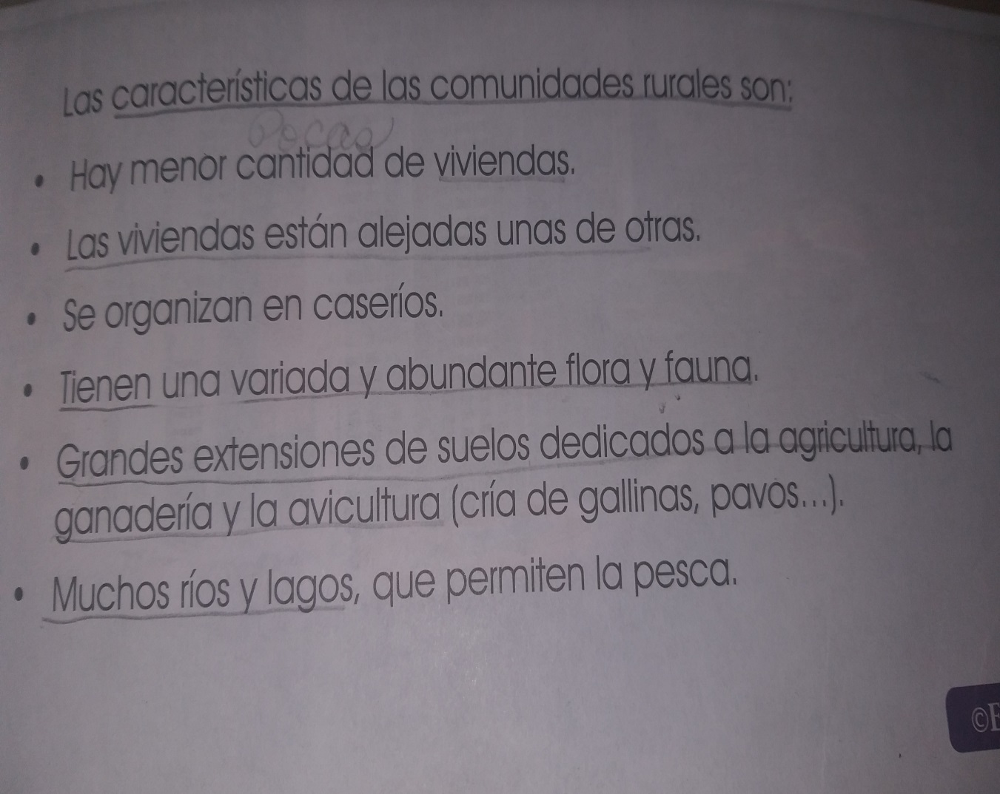 Las características de las comunidades rurales son:
Pocas
• Hay menor cantidad de viviendas.
• Las viviendas están alejadas unas de otras.
• Se organizan en caseríos.
• Tienen una variada y abundante flora y fauna.
• Grandes extensiones de suelos dedicados a la agricultura, la
ganadería y la avicultura (cría de gallinas, pavos...).
• Muchos ríos y lagos, que permiten la pesca.
©